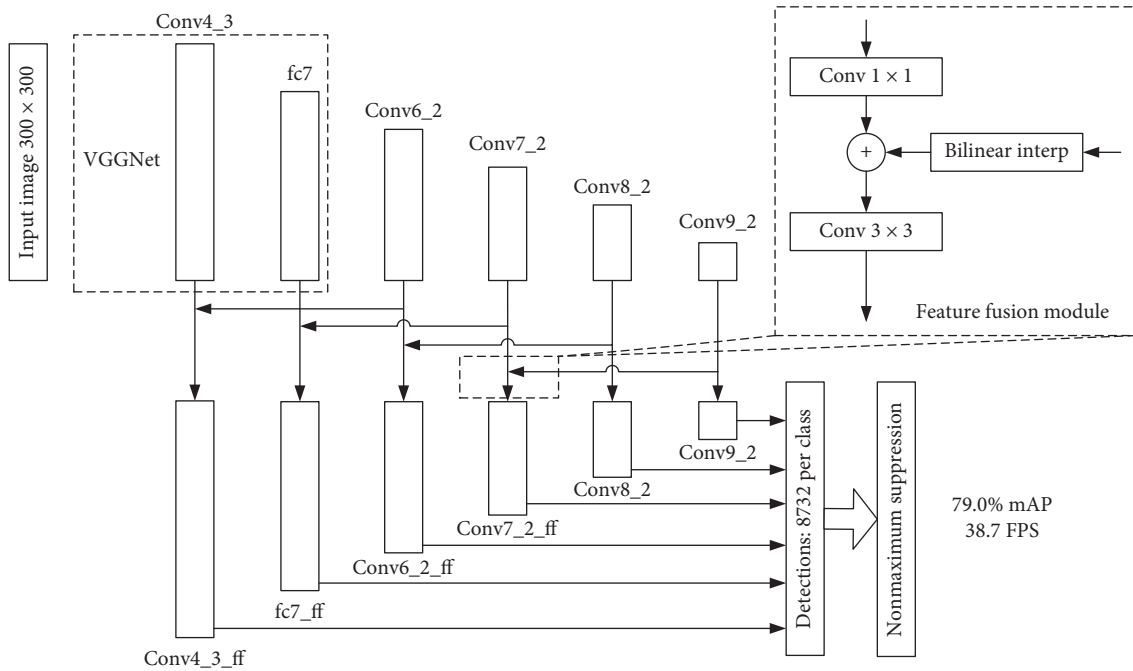 Conv4_3
fc7
Conv6_2
Conv7_2
Conv8_2
Conv9_2
Input image 300 × 300
VGGNet
Conv 1 × 1
+
Bilinear interp
Conv 3 × 3
Feature fusion module
Conv9_2
Conv8_2
Conv7_2_ff
Conv6_2_ff
fc7_ff
Conv4_3_ff
Detections: 8732 per class
Nonmaximum suppression
79.0% mAP
38.7 FPS